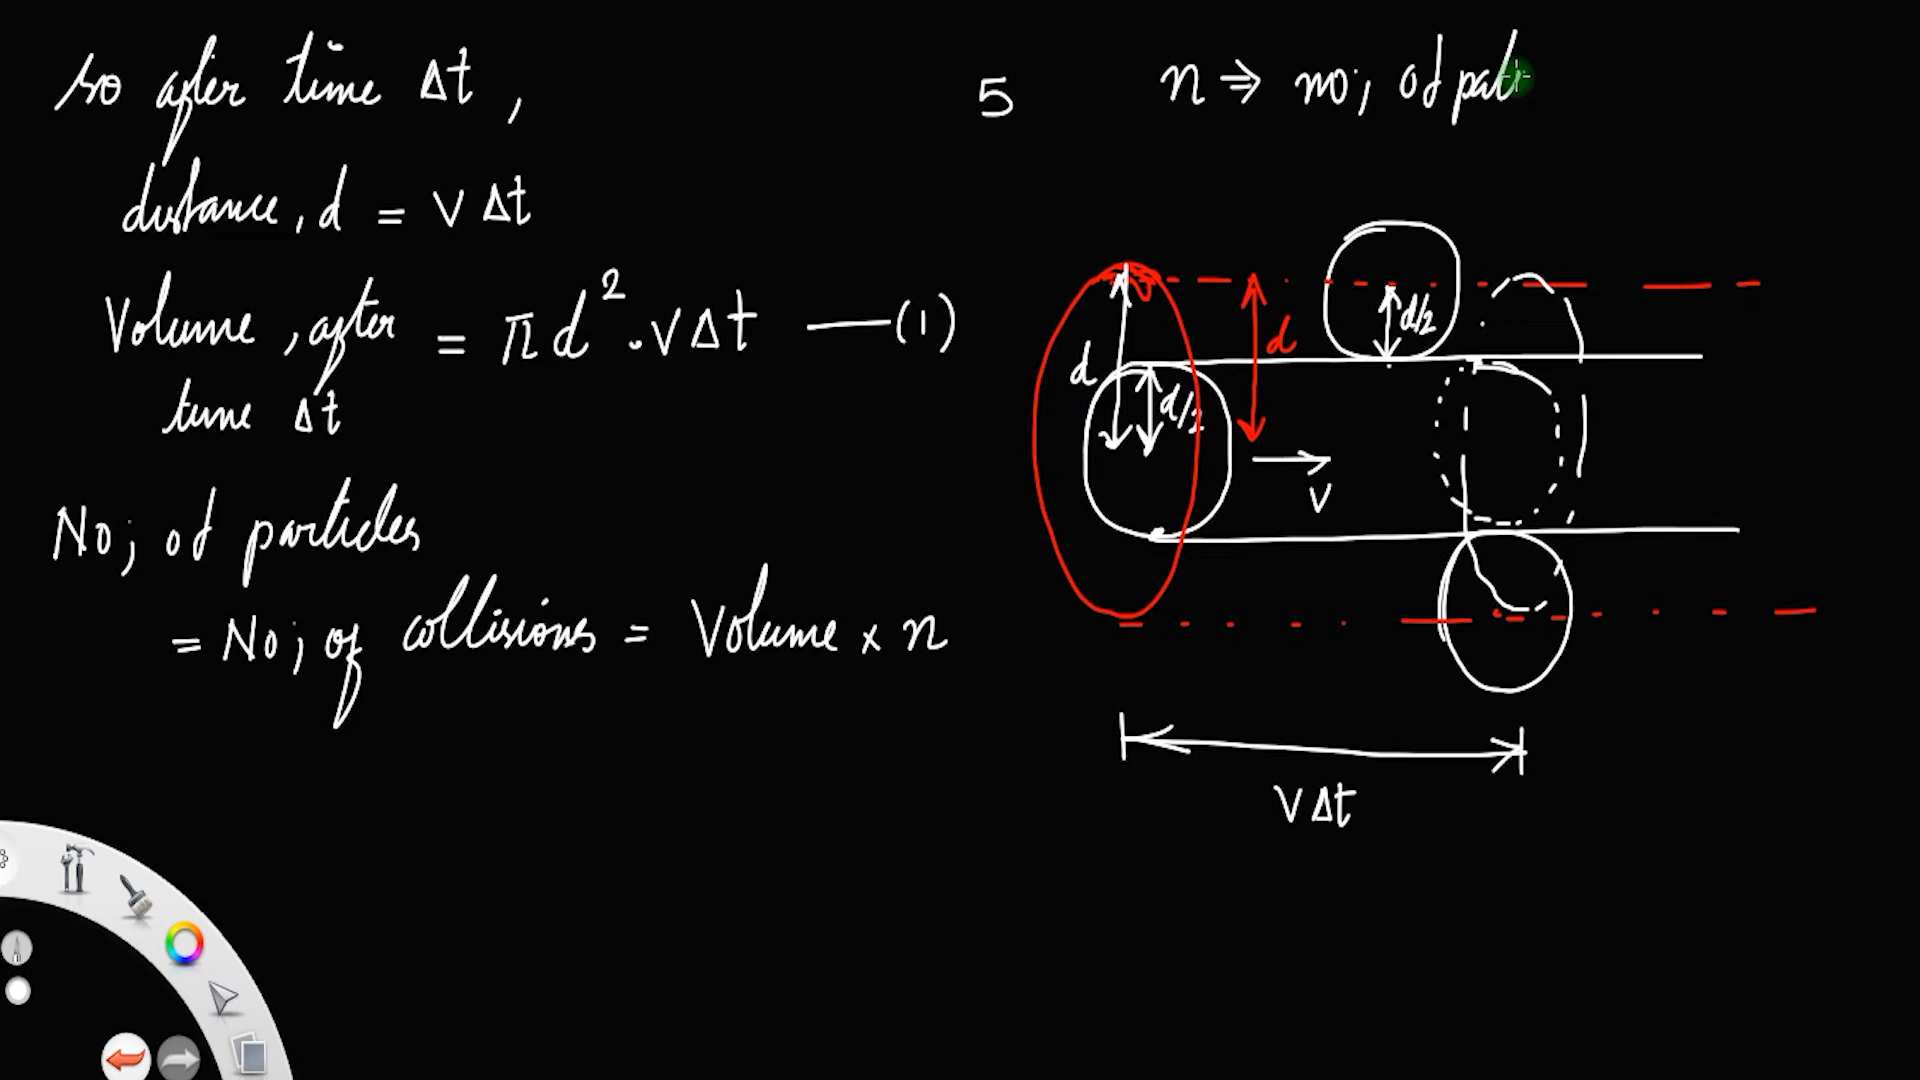 so after time Δt,
distance, d = v Δt
Volume, after = πd². vΔt —(1)
time Δt
No; of particles
= No; of collisions = Volume × n
5
n ⇒ no; of pat
d/2
d
d
d/2
v
vΔt